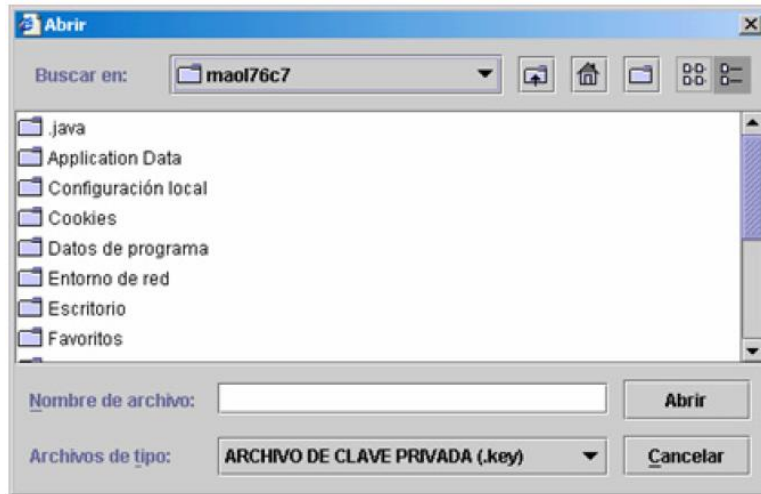 Abrir
Buscar en: maol76c7
.java
Application Data
Configuración local
Cookies
Datos de programa
Entorno de red
Escritorio
Favoritos
Nombre de archivo: Abrir
Archivos de tipo: ARCHIVO DE CLAVE PRIVADA (.key) Cancelar